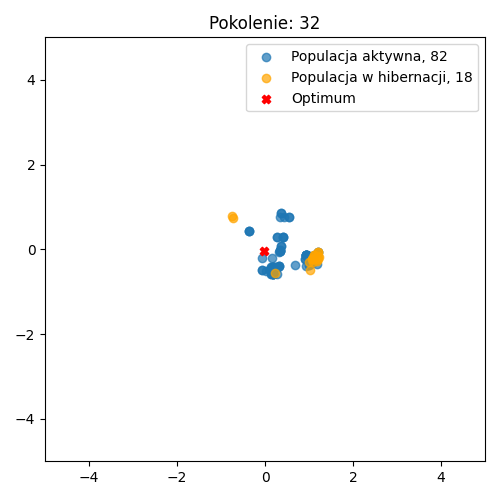 Pokolenie: 32
Populacja aktywna, 82
Populacja w hibernacji, 18
Optimum
4
2
0
−2
−4
−4
−2
0
2
4